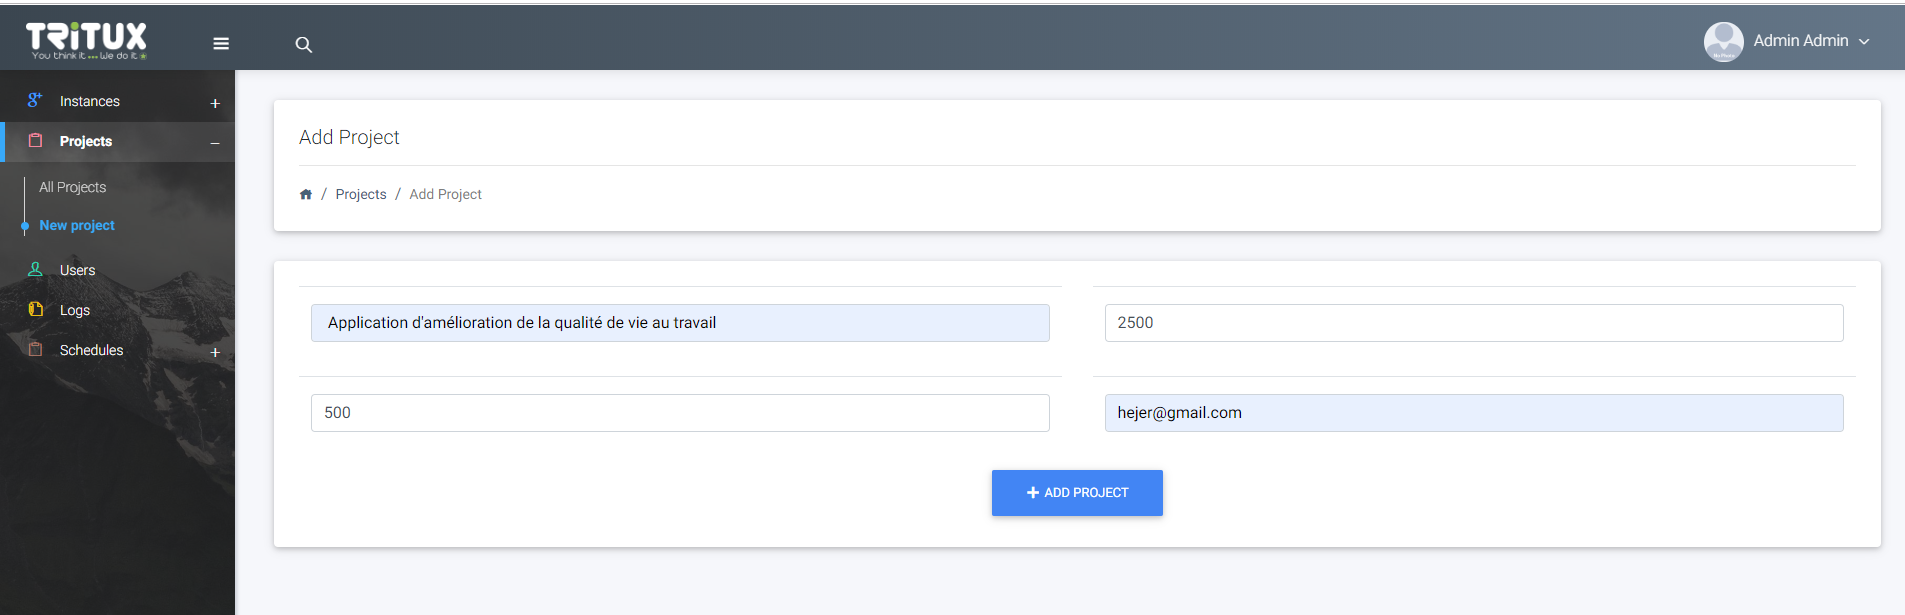 TRiTUX
You think it ... We do it
Admin Admin
Instances
Projects
All Projects
New project
Users
Logs
Schedules
Add Project
/ Projects / Add Project
Application d'amélioration de la qualité de vie au travail
2500
500
hejer@gmail.com
ADD PROJECT